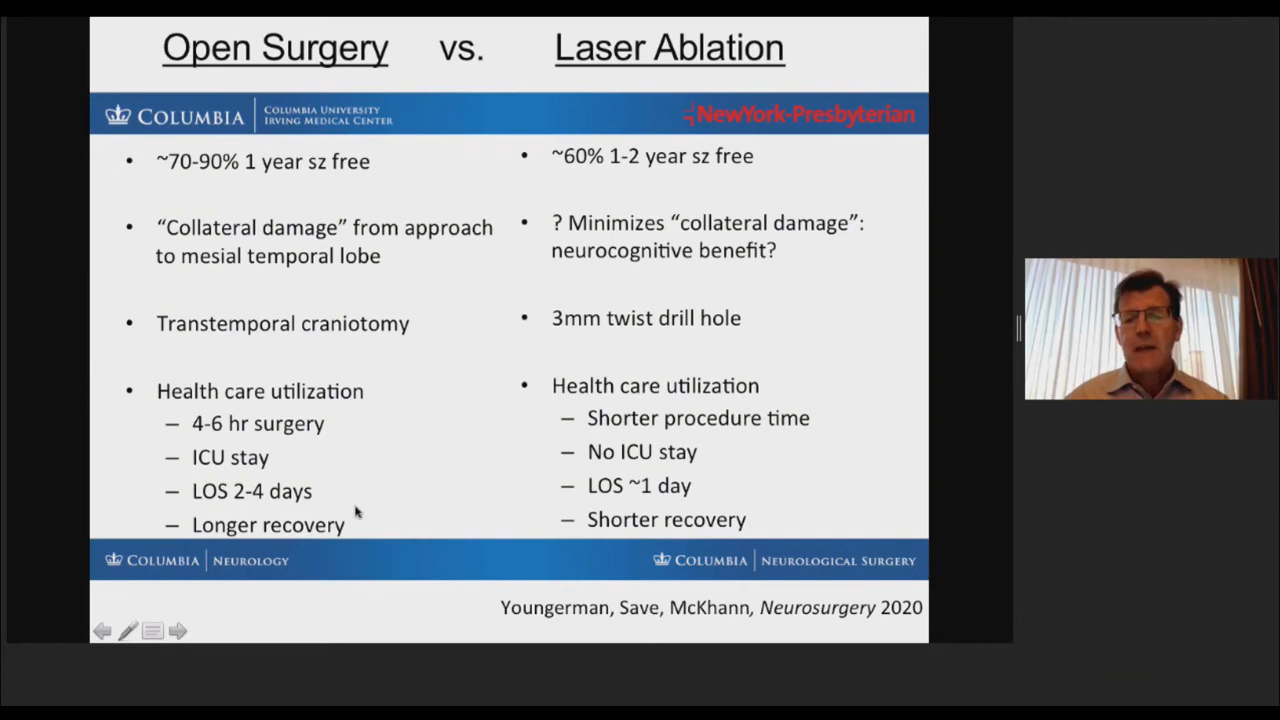 Open Surgery vs. Laser Ablation
COLUMBIA
COLUMBIA UNIVERSITY
IRVING MEDICAL CENTER
NewYork-Presbyterian
• ~70-90% 1 year sz free
• “Collateral damage” from approach
to mesial temporal lobe
• Transtemporal craniotomy
• Health care utilization
– 4-6 hr surgery
– ICU stay
– LOS 2-4 days
– Longer recovery
• ~60% 1-2 year sz free
• ? Minimizes “collateral damage”:
neurocognitive benefit?
• 3mm twist drill hole
• Health care utilization
– Shorter procedure time
– No ICU stay
– LOS ~1 day
– Shorter recovery
COLUMBIA | NEUROLOGY
COLUMBIA | NEUROLOGICAL SURGERY
Youngerman, Save, McKhann, Neurosurgery 2020